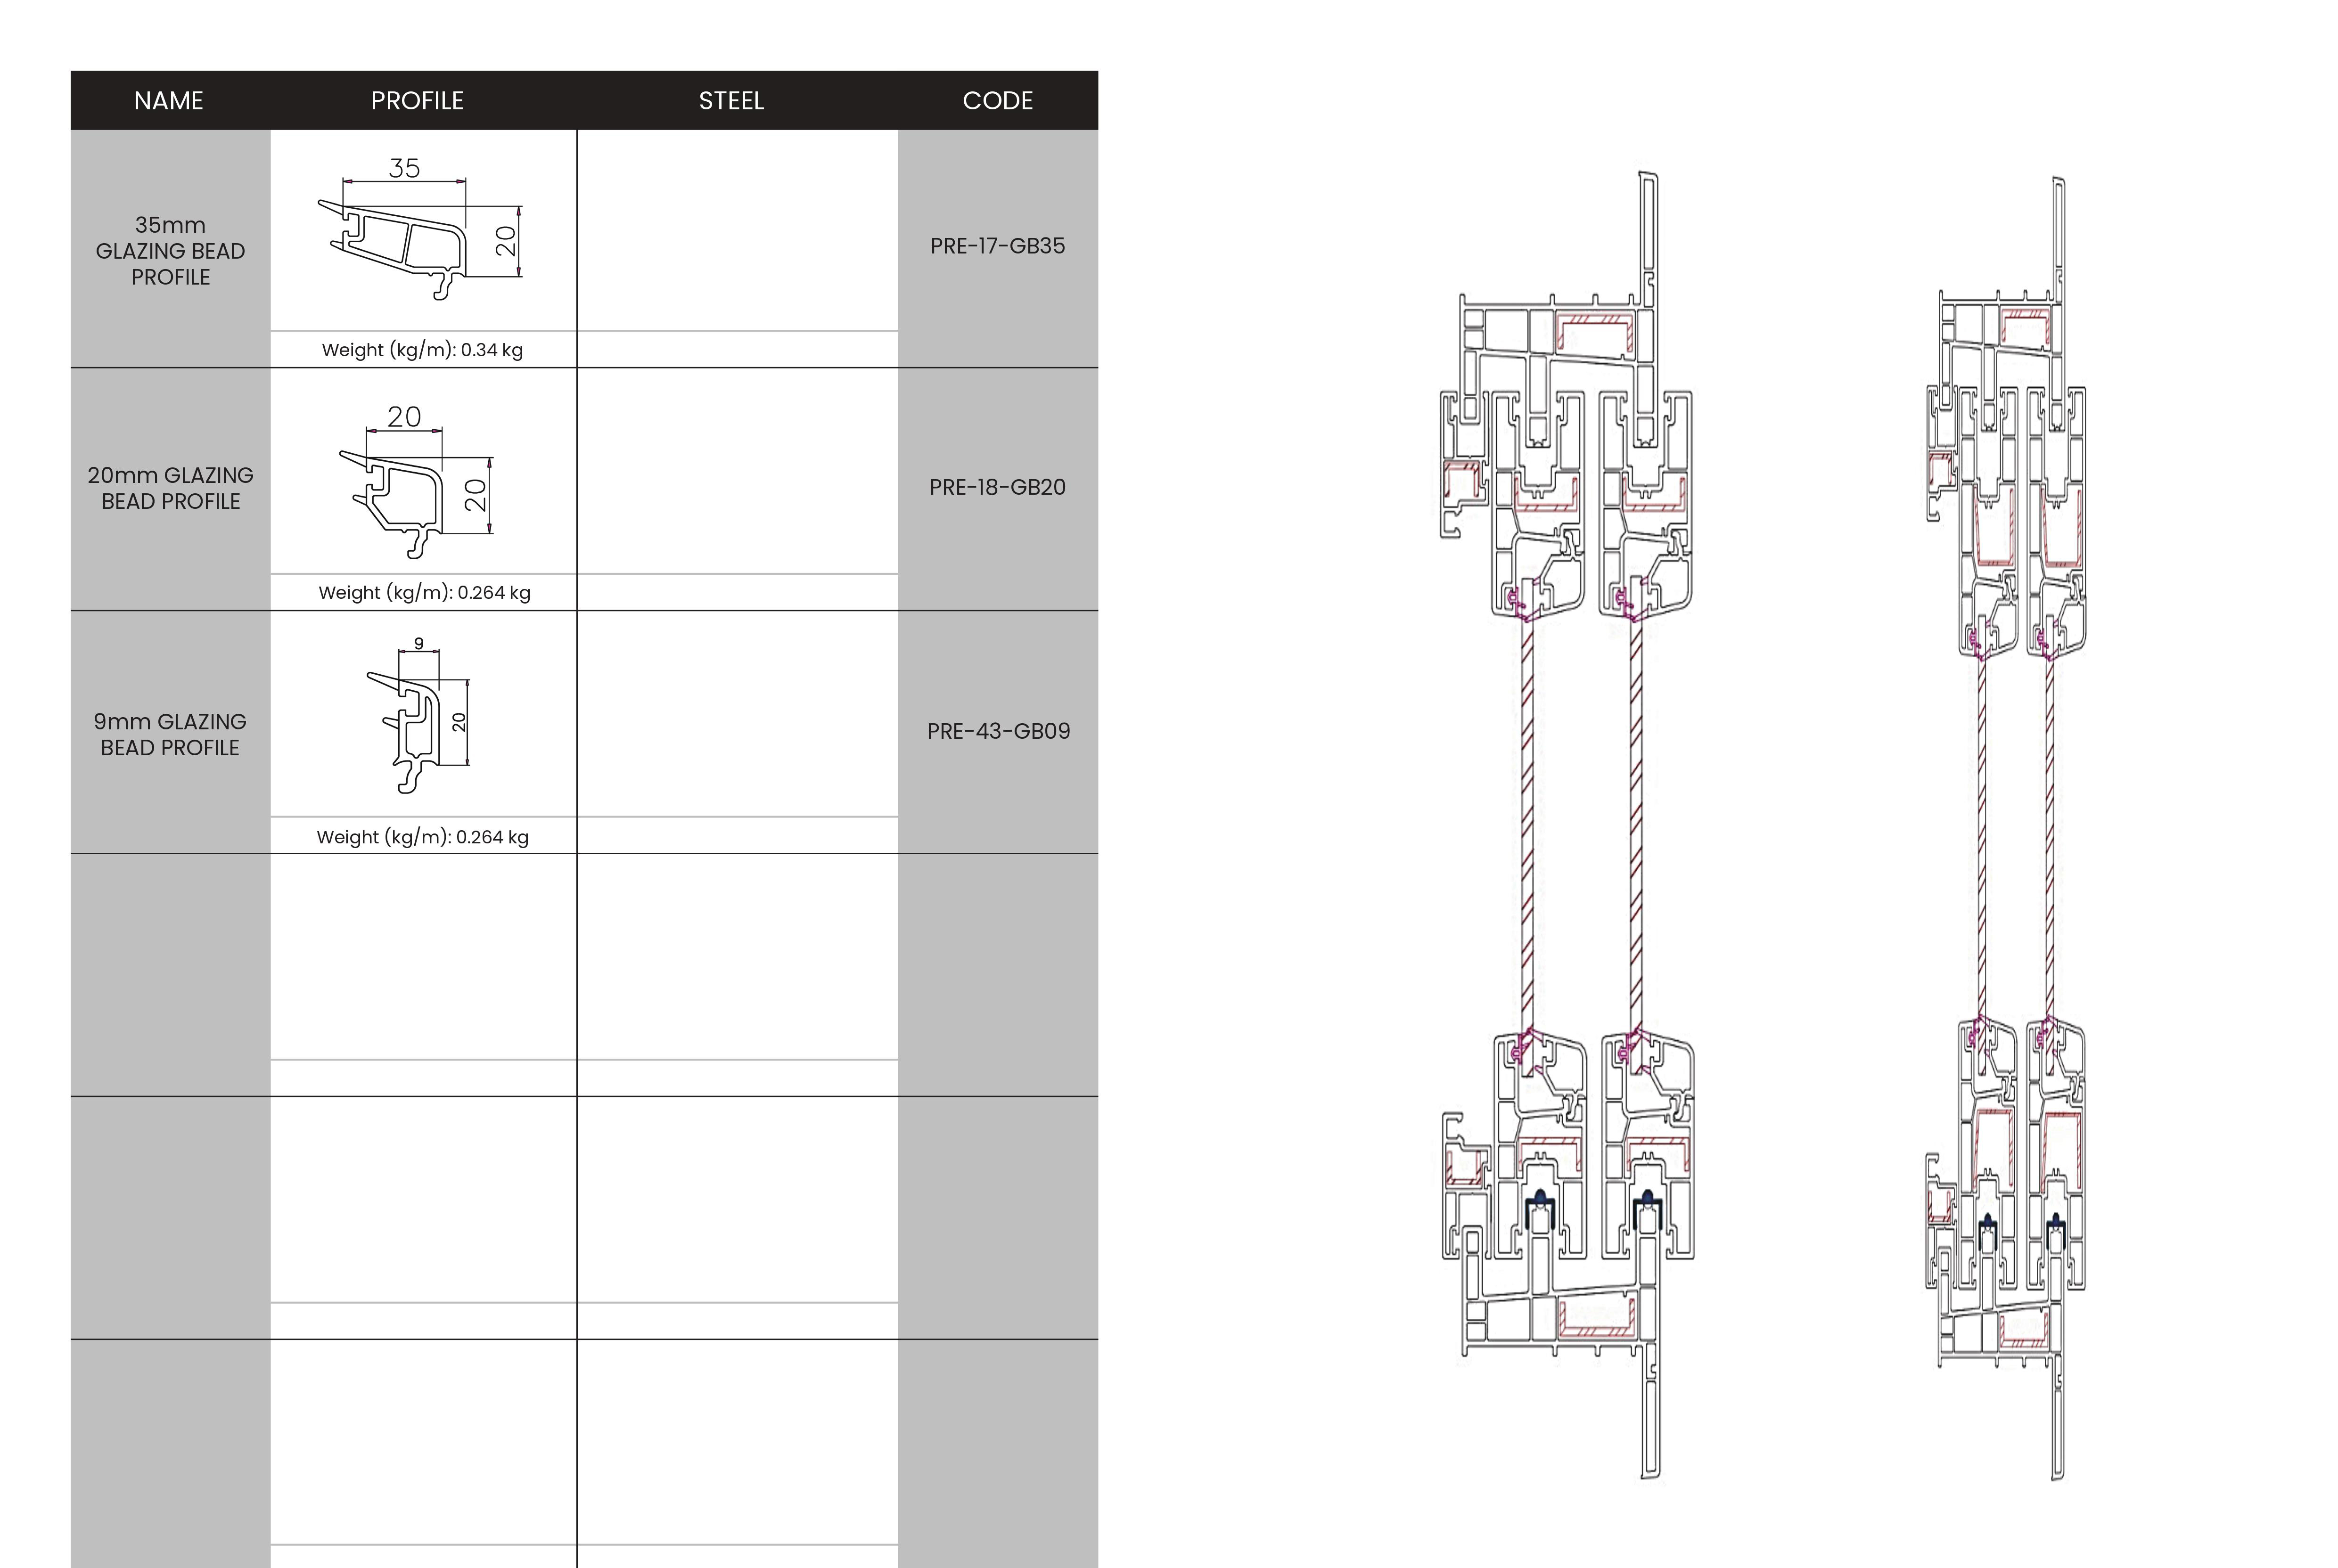 NAME PROFILE STEEL CODE
35
20
35mm
GLAZING BEAD
PROFILE
PRE-17-GB35
Weight (kg/m): 0.34 kg
20
20
20mm GLAZING
BEAD PROFILE
PRE-18-GB20
Weight (kg/m): 0.264 kg
9
20
9mm GLAZING
BEAD PROFILE
PRE-43-GB09
Weight (kg/m): 0.264 kg